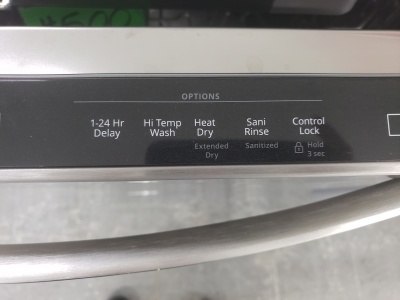 OPTIONS
1-24 Hr Delay
Hi Temp Wash
Heat Dry
Extended Dry
Sani Rinse
Sanitized
Control Lock
Hold 3 sec